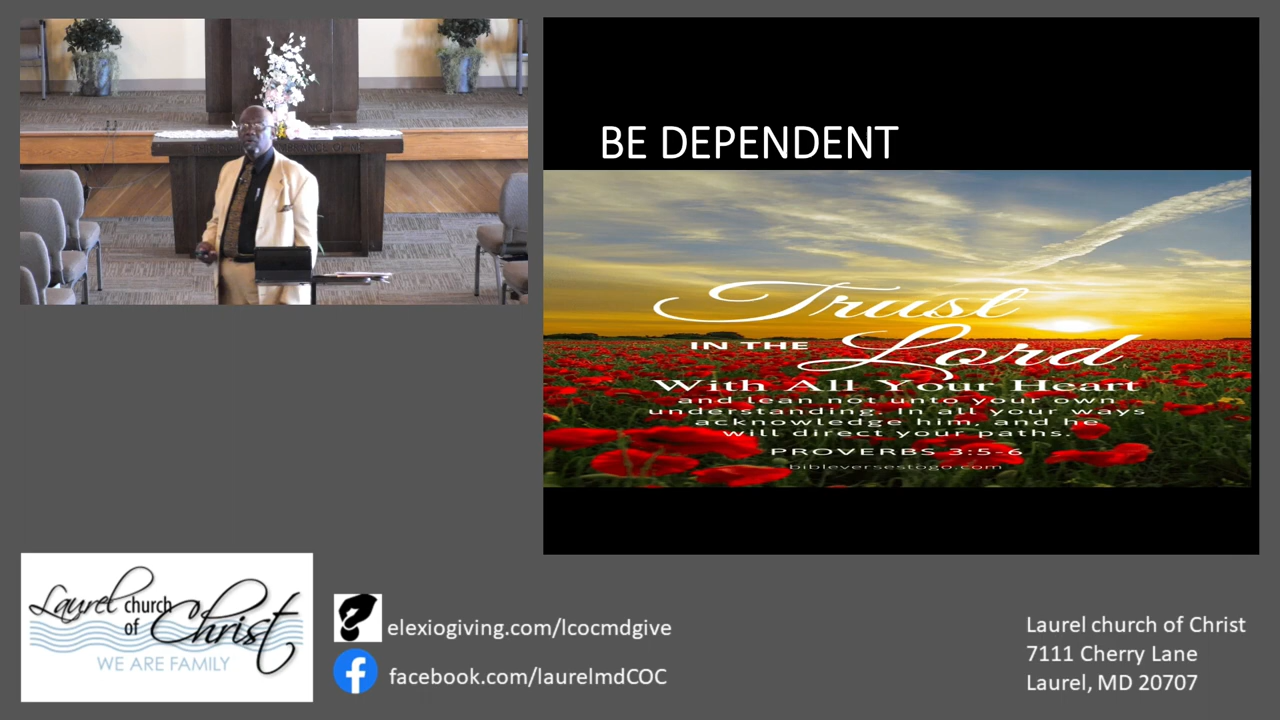 BE DEPENDENT
Trust
IN THE Lord
With All Your Heart
and lean not unto your own
understanding. In all your ways
acknowledge him, and he
will direct your paths.
PROVERBS 3:5-6
bibleversestogo.com
Laurel church
of Christ
WE ARE FAMILY
elexiogiving.com/lcocmdgive
facebook.com/laurelmdCOC
Laurel church of Christ
7111 Cherry Lane
Laurel, MD 20707